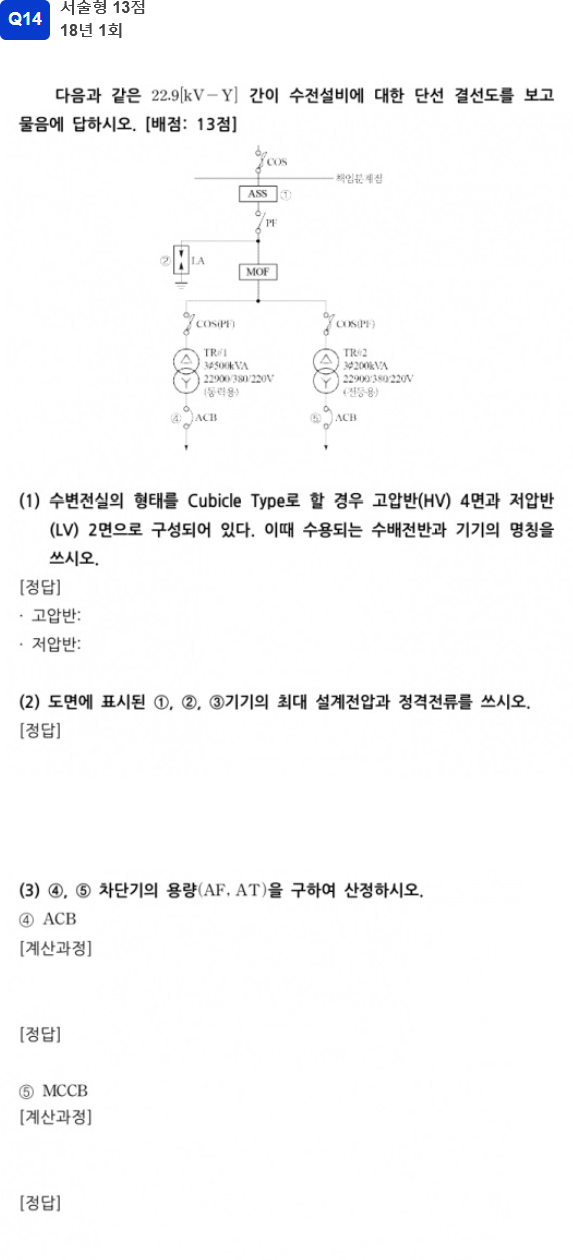 Q14
서술형 13점
18년 1회
다음과 같은 22.9[kV-Y] 간이 수전설비에 대한 단선 결선도를 보고
물음에 답하시오. [배점: 13점]
COS
책임분계점
ASS ①
PF
② LA
MOF
COS(PF) COS(PF)
TR#1 TR#2
3Φ500kVA 3Φ200kVA
22900/380/220V 22900/380/220V
(동력용) (전등용)
④ ACB ⑤ ACB
(1) 수변전실의 형태를 Cubicle Type로 할 경우 고압반(HV) 4면과 저압반
(LV) 2면으로 구성되어 있다. 이때 수용되는 수배전반과 기기의 명칭을
쓰시오.
[정답]
· 고압반:
· 저압반:
(2) 도면에 표시된 ①, ②, ③기기의 최대 설계전압과 정격전류를 쓰시오.
[정답]
(3) ④, ⑤ 차단기의 용량(AF, AT)을 구하여 산정하시오.
④ ACB
[계산과정]
[정답]
⑤ MCCB
[계산과정]
[정답]